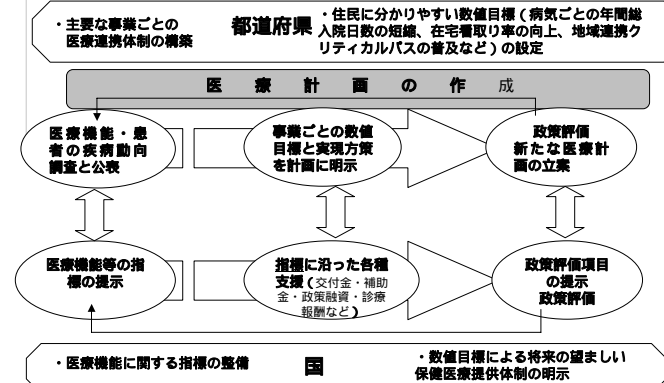 ・主要な事業ごとの
医療連携体制の構築
都道府県
・住民に分かりやすい数値目標（病気ごとの年間総
入院日数の短縮、在宅看取り率の向上、地域連携ク
リティカルパスの普及など）の設定
医療計画の作成
医療機能・患
者の疾病動向
調査と公表
事業ごとの数値
目標と実現方策
を計画に明示
政策評価
新たな医療計
画の立案
医療機能等の指
標の提示
指標に沿った各種
支援（交付金・補助
金・政策融資・診療
報酬など）
政策評価項目
の提示
政策評価
・医療機能に関する指標の整備
国
・数値目標による将来の望ましい
保健医療提供体制の明示